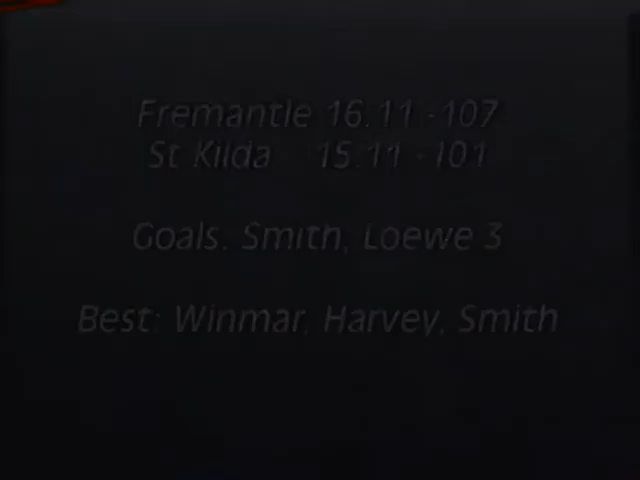 Fremantle 16.11 - 107
St Kilda 15.11 - 101
Goals: Smith, Loewe 3
Best: Winmar, Harvey, Smith